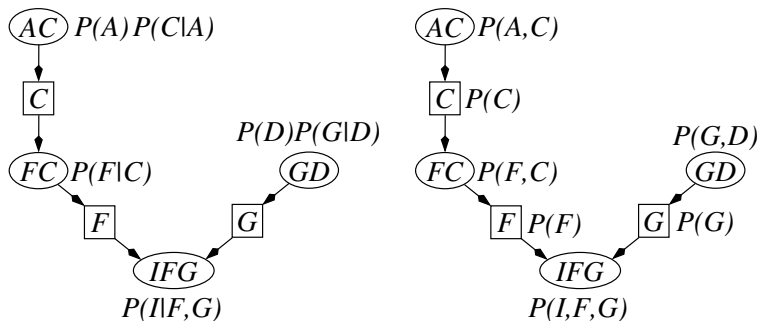 AC P(A)P(C|A)
C
P(D)P(G|D)
FC P(F|C)
GD
F
G
IFG
P(I|F,G)
AC P(A,C)
C P(C)
P(G,D)
FC P(F,C)
GD
F P(F)
G P(G)
IFG
P(I,F,G)